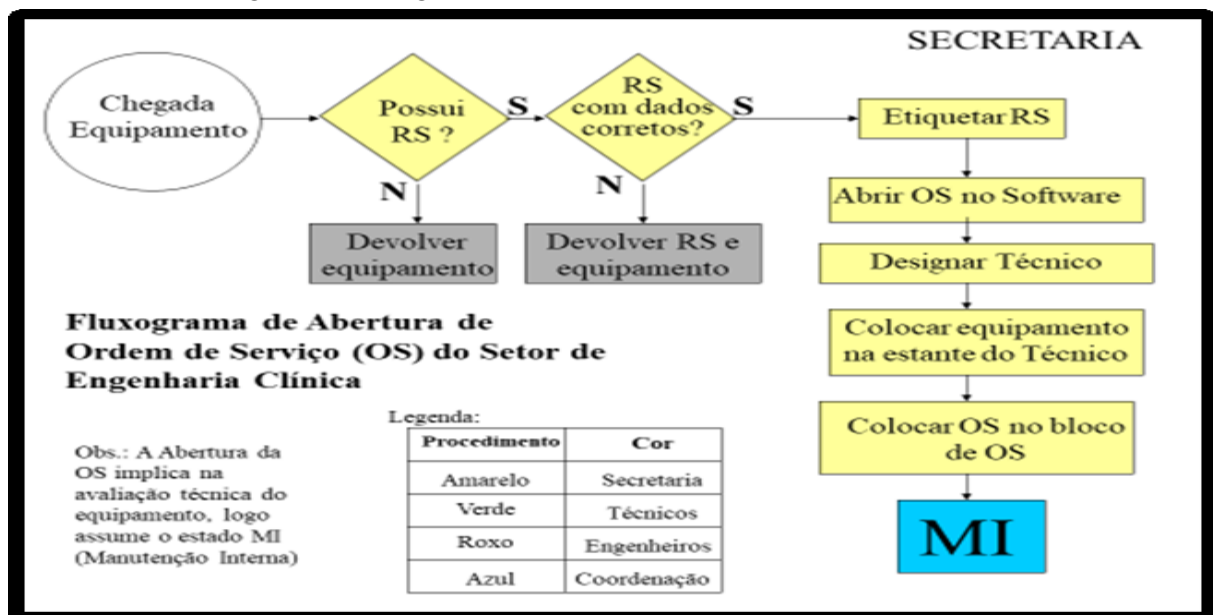 SECRETARIA
Chegada
Equipamento
Possui
RS ?
S
RS
com dados
corretos?
S
Etiquetar RS
N
N
Devolver
equipamento
Devolver RS e
equipamento
Abrir OS no Software
Designar Técnico
Colocar equipamento
na estante do Técnico
Colocar OS no bloco
de OS
MI
Fluxograma de Abertura de
Ordem de Serviço (OS) do Setor de
Engenharia Clínica
Obs.: A Abertura da
OS implica na
avaliação técnica do
equipamento, logo
assume o estado MI
(Manutenção Interna)
Legenda:
Procedimento Cor
Amarelo Secretaria
Verde Técnicos
Roxo Engenheiros
Azul Coordenação